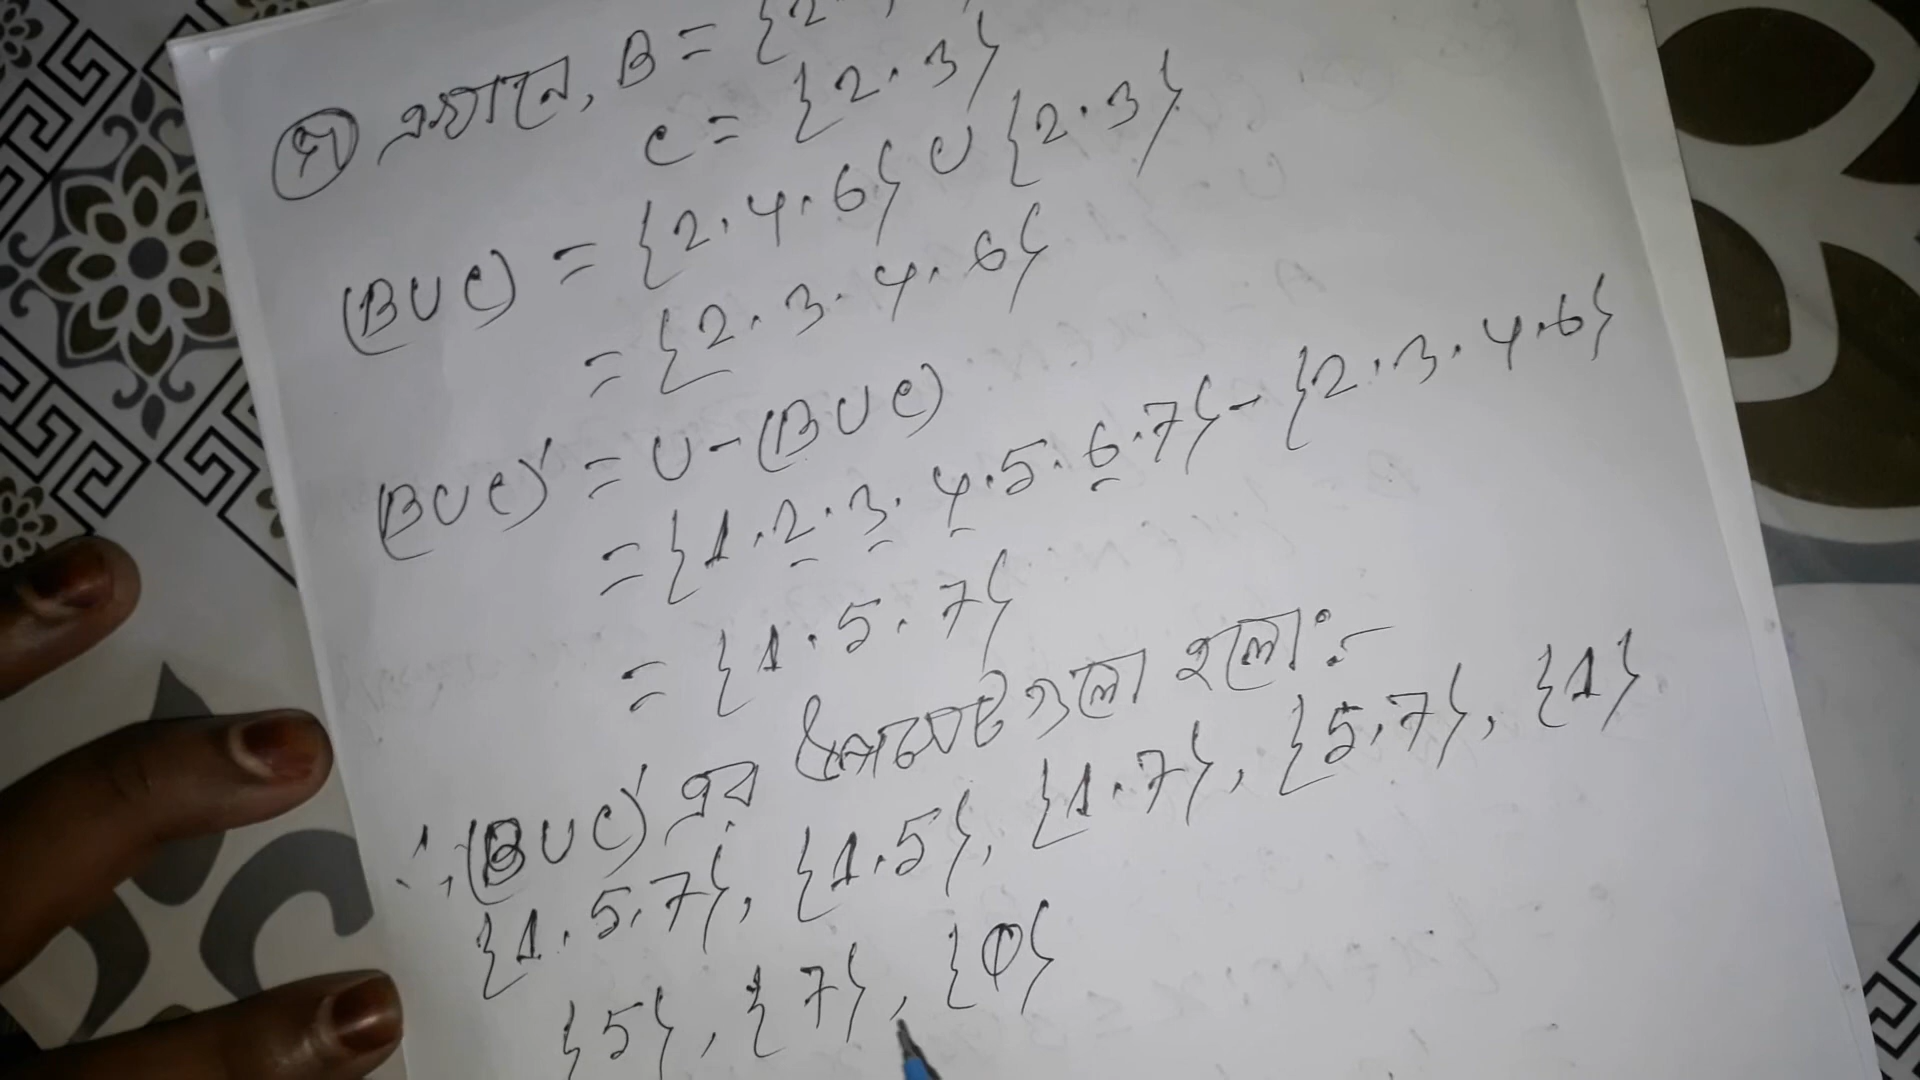 গ এখানে, B = {2
C = {2.3}
(B∪C) = {2.4.6} ∪ {2.3}
= {2.3.4.6}
(B∪C)' = U-(B∪C)
= {1.2.3.4.5.6.7} - {2.3.4.6}
= {1.5.7}
∴ (B∪C)' এর উপসেট গুলো হলো:-
{1.5.7}, {1.5}, {1.7}, {5.7}, {1}
{5}, {7}, {φ}